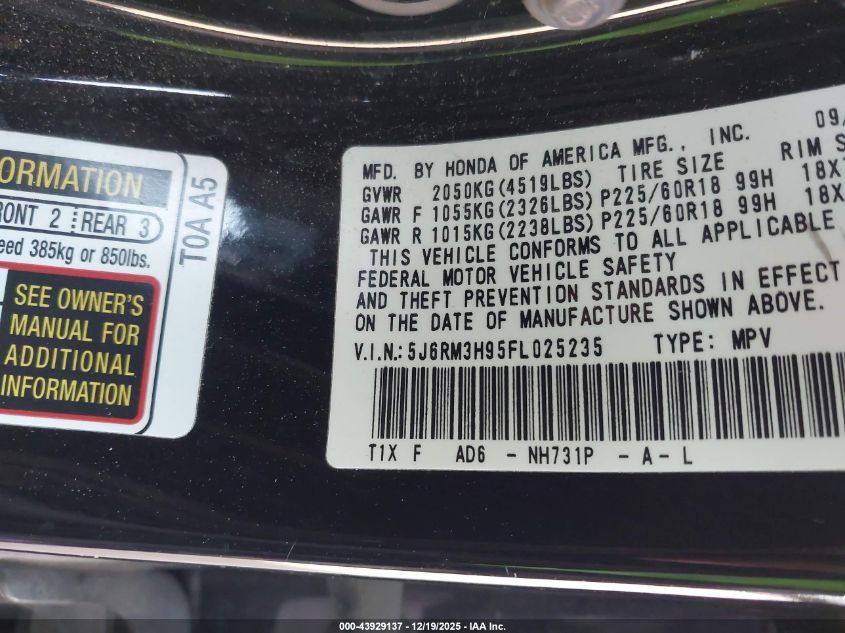 ORMATION
FRONT 2 REAR 3
eed 385kg or 850lbs.
SEE OWNER'S
MANUAL FOR
ADDITIONAL
INFORMATION
T0A A5
MFD. BY HONDA OF AMERICA MFG., INC. 09/
GVWR 2050KG(4519LBS) TIRE SIZE RIM S
GAWR F 1055KG(2326LBS) P225/60R18 99H 18X
GAWR R 1015KG(2238LBS) P225/60R18 99H 18X
THIS VEHICLE CONFORMS TO ALL APPLICABLE
FEDERAL MOTOR VEHICLE SAFETY
AND THEFT PREVENTION STANDARDS IN EFFECT
ON THE DATE OF MANUFACTURE SHOWN ABOVE.
V.I.N.: 5J6RM3H95FL025235 TYPE: MPV
T1X F AD6 - NH731P - A - L
000-43929137 - 12/19/2025 - IAA Inc.